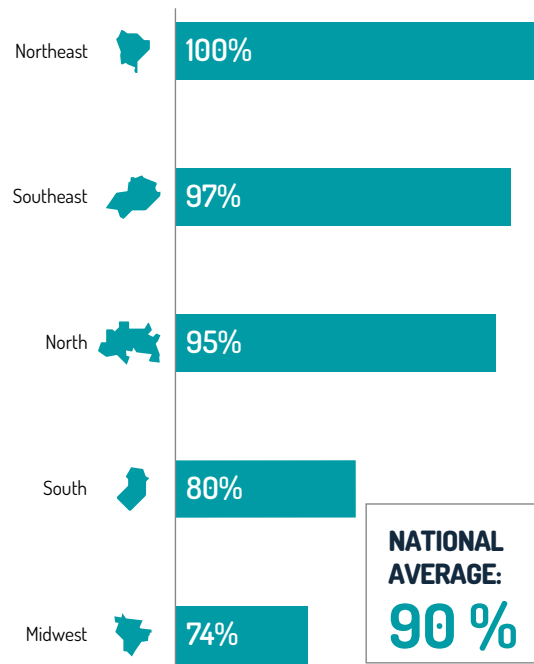 Northeast 100%
Southeast 97%
North 95%
South 80%
Midwest 74%
NATIONAL
AVERAGE:
90 %